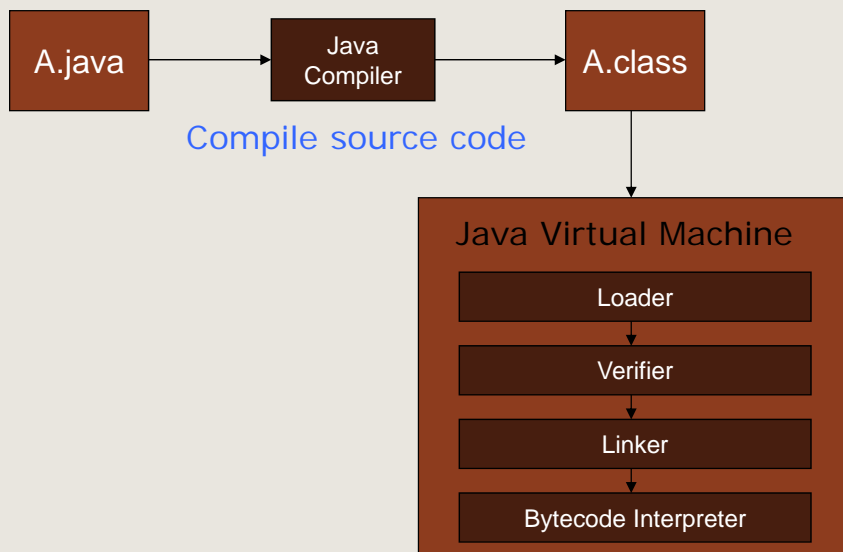 A.java
Java
Compiler
A.class
Compile source code
Java Virtual Machine
Loader
Verifier
Linker
Bytecode Interpreter